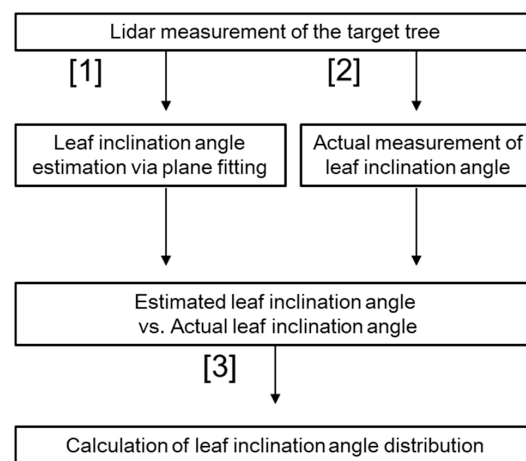 Lidar measurement of the target tree
[1]
[2]
Leaf inclination angle
estimation via plane fitting
Actual measurement of
leaf inclination angle
Estimated leaf inclination angle
vs. Actual leaf inclination angle
[3]
Calculation of leaf inclination angle distribution